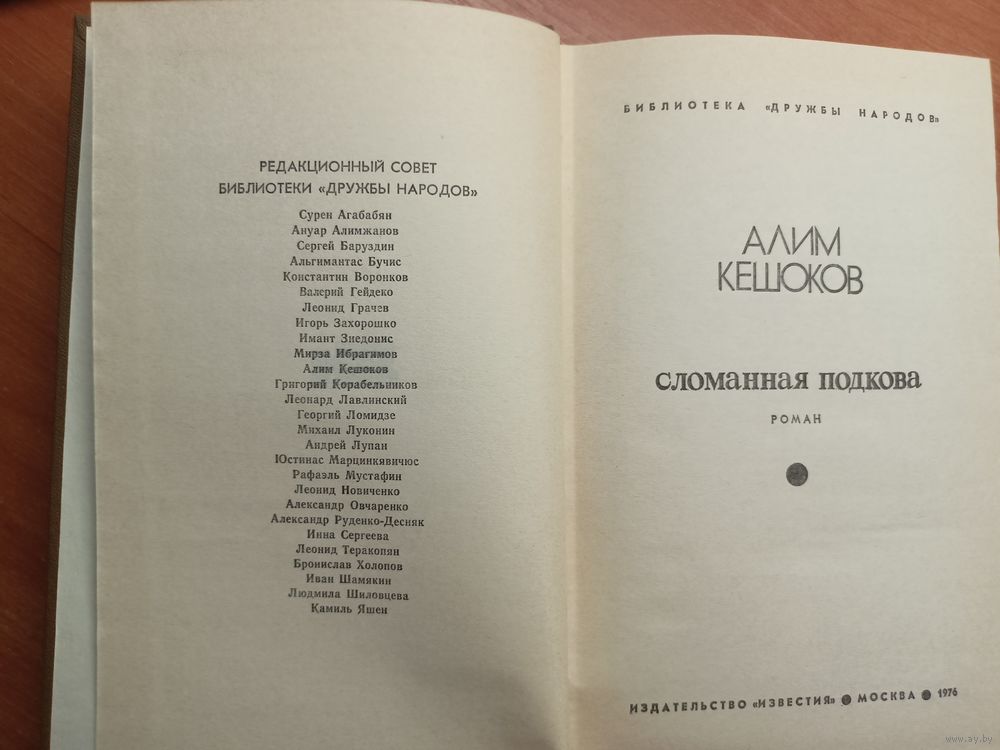 РЕДАКЦИОННЫЙ СОВЕТ
БИБЛИОТЕКИ «ДРУЖБЫ НАРОДОВ»
Сурен Агабабян
Ануар Алимжанов
Сергей Баруздин
Альгимантас Бучис
Константин Воронков
Валерий Гейдеко
Леонид Грачев
Игорь Захорошко
Имант Зиедонис
Мирза Ибрагимов
Алим Кешоков
Григорий Корабельников
Леонард Лавлинский
Георгий Ломидзе
Михаил Луконин
Андрей Лупан
Юстинас Марцинкявичюс
Рафаэль Мустафин
Леонид Новиченко
Александр Овчаренко
Александр Руденко-Десняк
Инна Сергеева
Леонид Теракопян
Бронислав Холопов
Иван Шамякин
Людмила Шиловцева
Камиль Яшен
БИБЛИОТЕКА «ДРУЖБЫ НАРОДОВ»
АЛИМ
КЕШОКОВ
СЛОМАННАЯ ПОДКОВА
РОМАН
ИЗДАТЕЛЬСТВО «ИЗВЕСТИЯ» ● МОСКВА ● 1976
www.ay.by